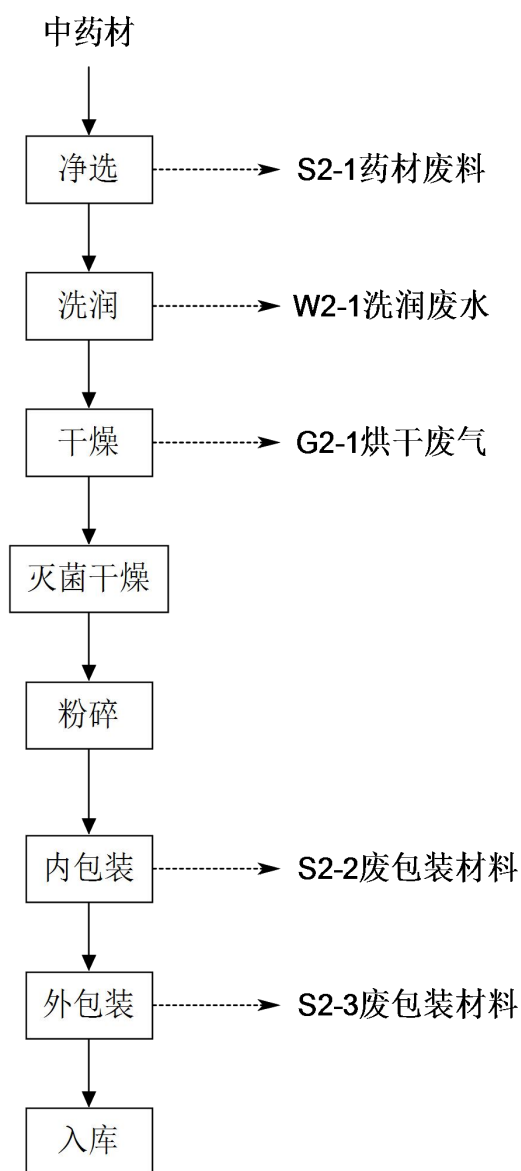 中药材
净选
S2-1药材废料
洗润
W2-1洗润废水
干燥
G2-1烘干废气
灭菌干燥
粉碎
内包装
S2-2废包装材料
外包装
S2-3废包装材料
入库